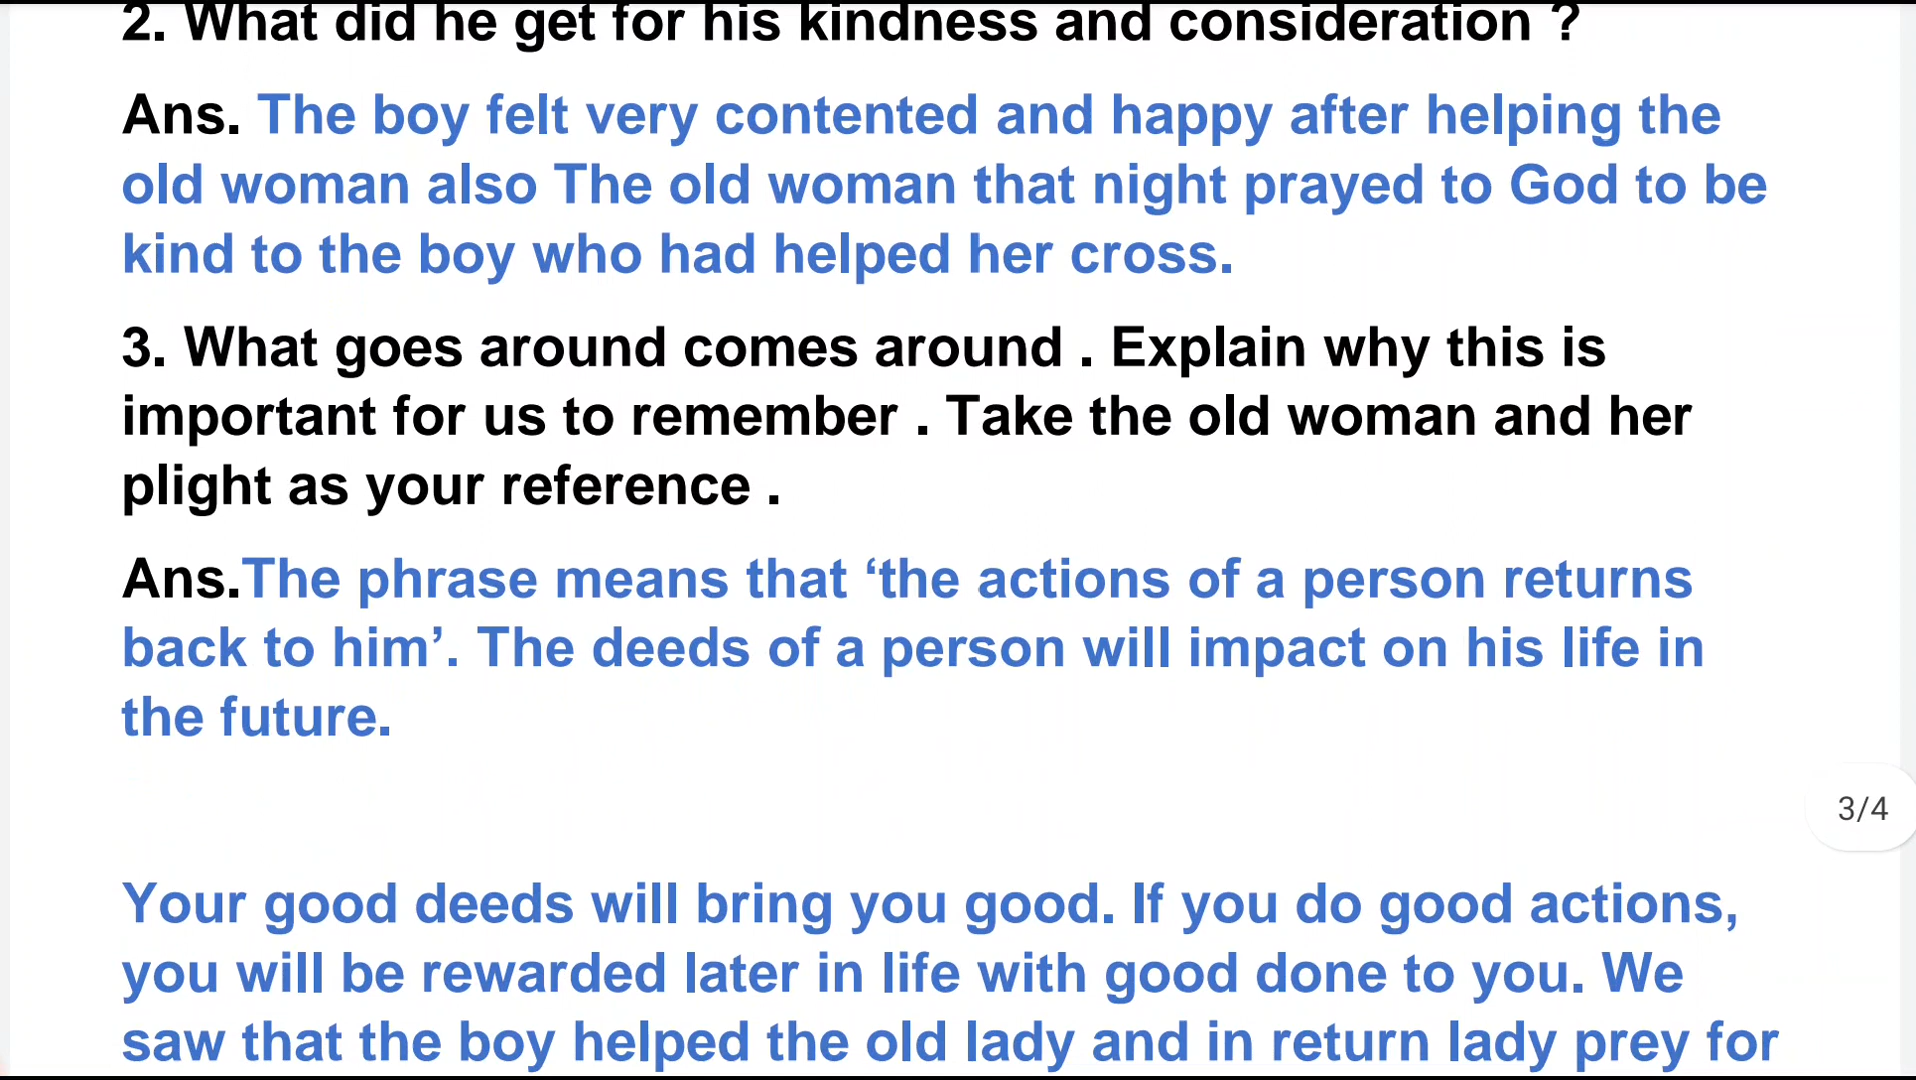 2. What did he get for his kindness and consideration ?
Ans. The boy felt very contented and happy after helping the
old woman also The old woman that night prayed to God to be
kind to the boy who had helped her cross.
3. What goes around comes around . Explain why this is
important for us to remember . Take the old woman and her
plight as your reference .
Ans.The phrase means that ‘the actions of a person returns
back to him’. The deeds of a person will impact on his life in
the future.
3/4
Your good deeds will bring you good. If you do good actions,
you will be rewarded later in life with good done to you. We
saw that the boy helped the old lady and in return lady prey for